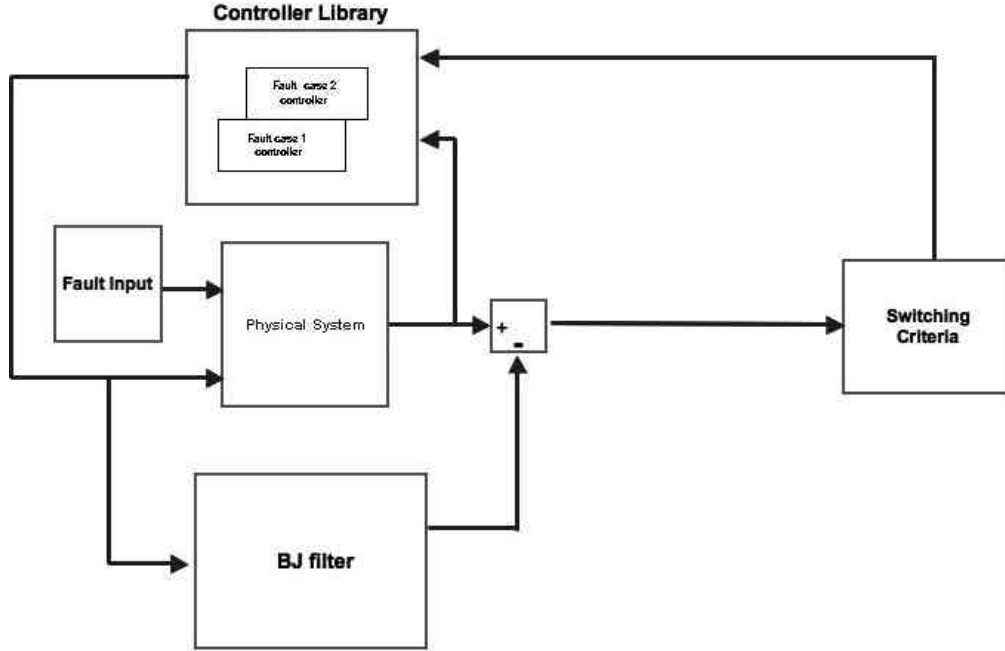 Controller Library
Fault case 2
controller
Fault case 1
controller
Fault Input
Physical System
+
-
Switching
Criteria
BJ filter